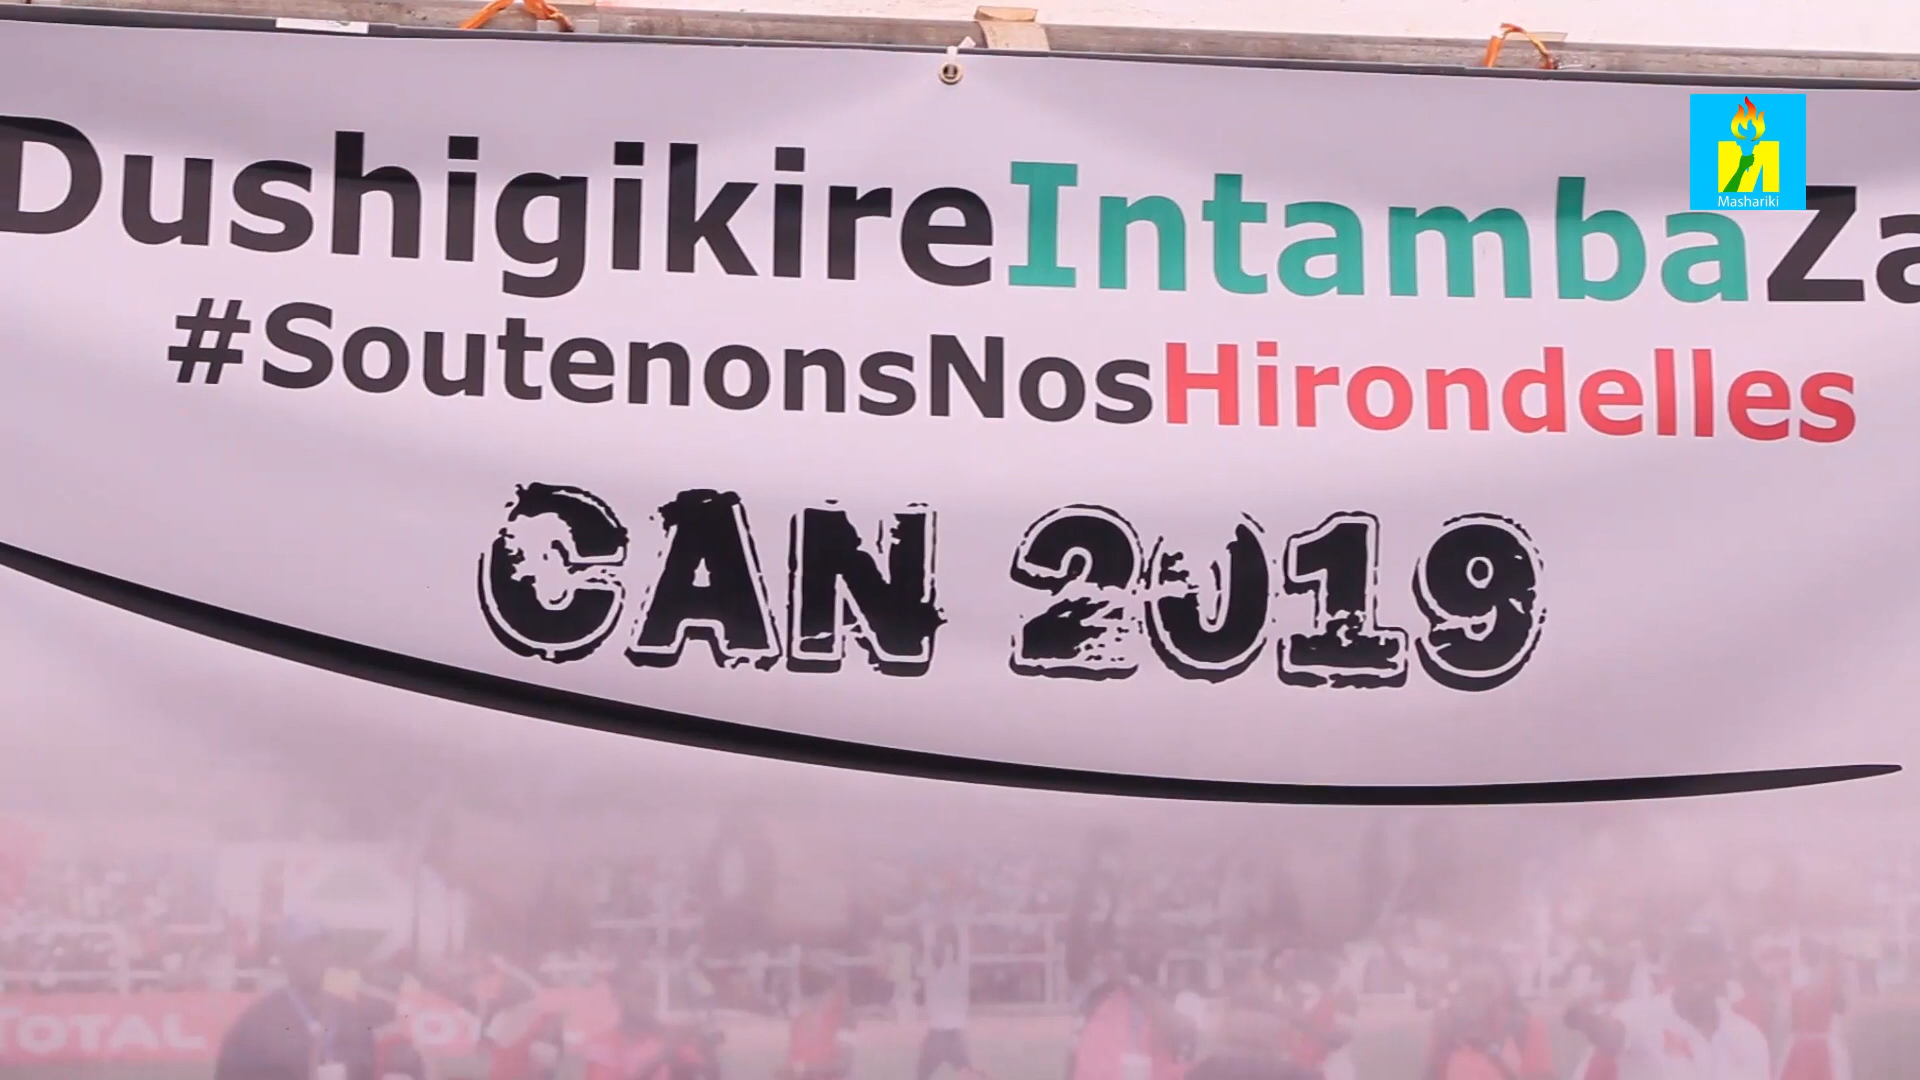 DushigikireIntambaZa
Mashariki
#SoutenonsNosHirondelles
CAN 2019
TOTAL